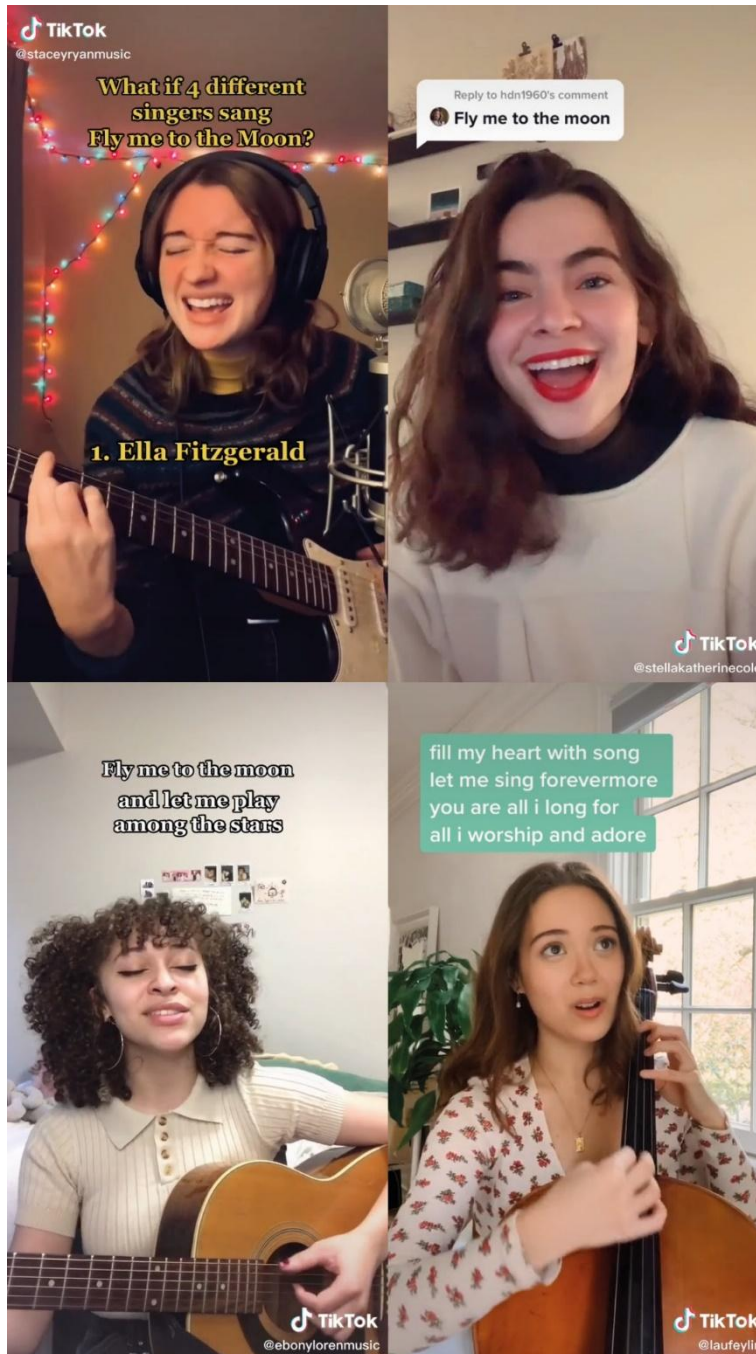 TikTok
@staceyryanmusic
What if 4 different
singers sang
Fly me to the Moon?
1. Ella Fitzgerald
Reply to hdn1960's comment
Fly me to the moon
TikTok
@stellakatherinecole
Fly me to the moon
and let me play
among the stars
TikTok
@ebonylorenmusic
fill my heart with song
let me sing forevermore
you are all i long for
all i worship and adore
TikTok
@laufeylin